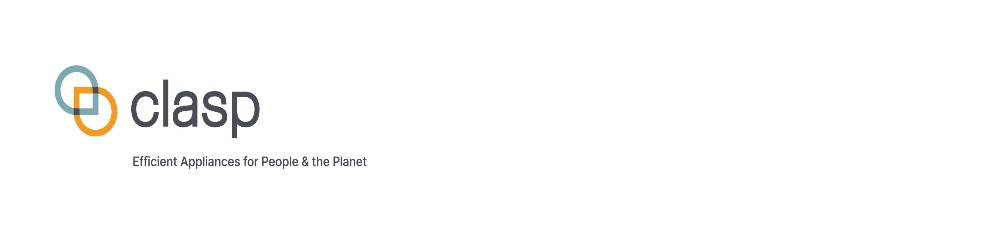 clasp
Efficient Appliances for People & the Planet